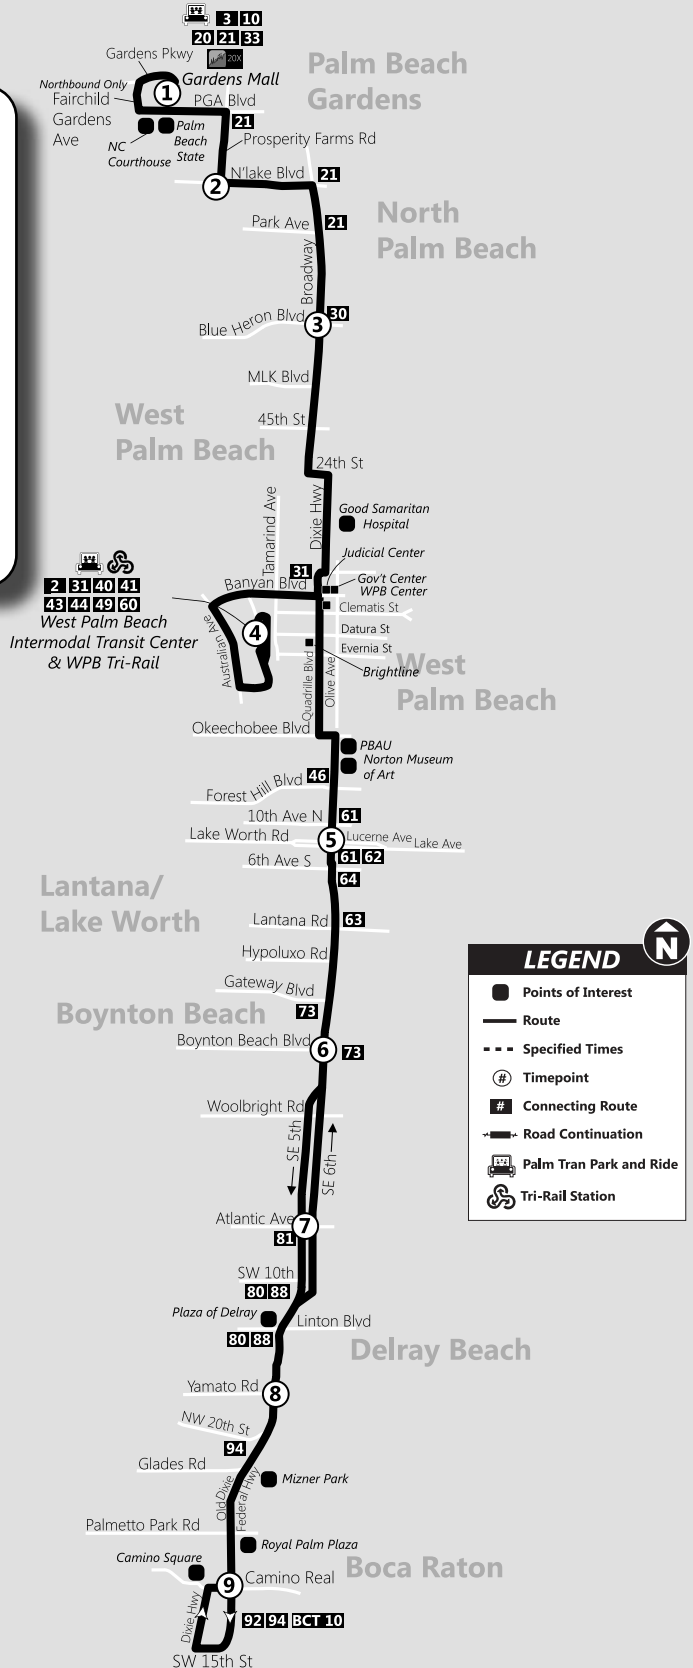 3 10
20 21 33
20X
Gardens Pkwy
Palm Beach
Gardens
Northbound Only
Gardens Mall
1
Fairchild
Gardens
Ave
PGA Blvd
21
NC
Courthouse
Palm
Beach
State
Prosperity Farms Rd
2
N'lake Blvd
21
Park Ave
21
North
Palm Beach
Broadway
Blue Heron Blvd
3
30
MLK Blvd
West
Palm Beach
45th St
24th St
Tamarind Ave
Dixie Hwy
Good Samaritan
Hospital
Judicial Center
31
Banyan Blvd
Gov't Center
WPB Center
2 31 40 41
43 44 49 60
West Palm Beach
Intermodal Transit Center
& WPB Tri-Rail
Clematis St
4
Australian Ave
Datura St
Evernia St
Quadrille Blvd
Olive Ave
Brightline
West
Palm Beach
Okeechobee Blvd
PBAU
Norton Museum
of Art
46
Forest Hill Blvd
10th Ave N
61
Lake Worth Rd
5
Lucerne Ave
Lake Ave
6th Ave S
61 62
64
Lantana/
Lake Worth
Lantana Rd
63
Hypoluxo Rd
Gateway Blvd
73
Boynton Beach
Boynton Beach Blvd
6
73
N
LEGEND
Points of Interest
Route
Specified Times
# Timepoint
# Connecting Route
Road Continuation
Palm Tran Park and Ride
Tri-Rail Station
Woolbright Rd
SE 5th
SE 6th
Atlantic Ave
7
81
SW 10th
80 88
Plaza of Delray
Linton Blvd
80 88
Delray Beach
Yamato Rd
8
NW 20th St
94
Glades Rd
Mizner Park
Old Dixie
Federal Hwy
Palmetto Park Rd
Royal Palm Plaza
Camino Square
Boca Raton
9
Camino Real
Dixie Hwy
92 94 BCT 10
SW 15th St